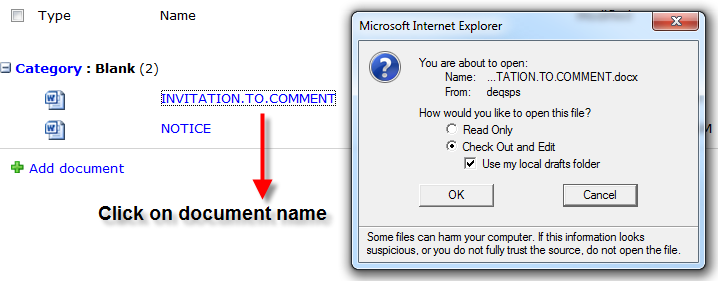 Type Name
Category : Blank (2)
INVITATION.TO.COMMENT
NOTICE
Add document
Click on document name
Microsoft Internet Explorer
You are about to open:
Name: ...TATION.TO.COMMENT.docx
From: deqsps
How would you like to open this file?
Read Only
Check Out and Edit
Use my local drafts folder
OK Cancel
Some files can harm your computer. If this information looks
suspicious, or you do not fully trust the source, do not open the file.